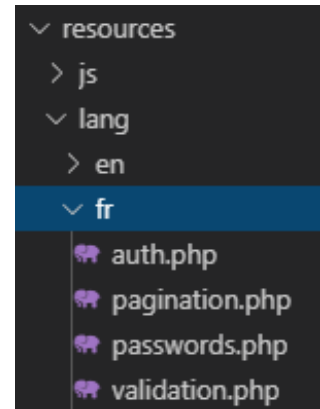 resources
js
lang
en
fr
auth.php
pagination.php
passwords.php
validation.php